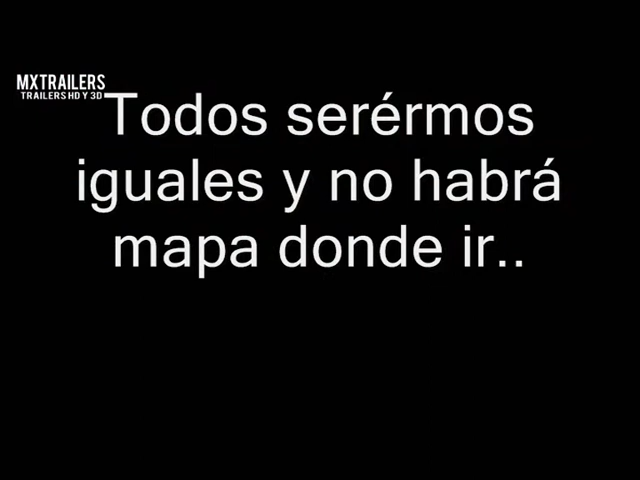 MXTRAILERS
TRAILERS HD Y 3D
Todos serérmos
iguales y no habrá
mapa donde ir..